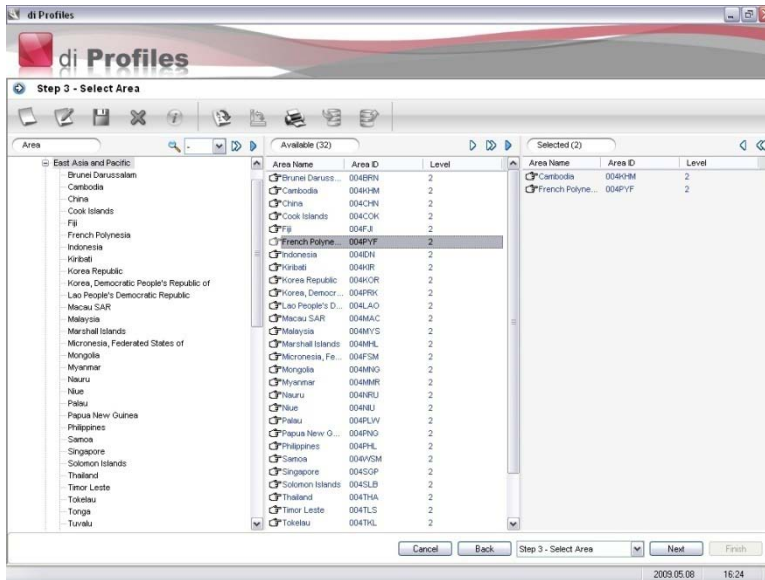 di Profiles
di Profiles
Step 3 - Select Area
Area
-
Available (32)
Selected (2)
East Asia and Pacific
Brunei Darussalam
Cambodia
China
Cook Islands
Fiji
French Polynesia
Indonesia
Kiribati
Korea Republic
Korea, Democratic People's Republic of
Lao People's Democratic Republic
Macau SAR
Malaysia
Marshall Islands
Micronesia, Federated States of
Mongolia
Myanmar
Nauru
Niue
Palau
Papua New Guinea
Philippines
Samoa
Singapore
Solomon Islands
Thailand
Timor Leste
Tokelau
Tonga
Tuvalu
Area Name Area ID Level
Brunei Daruss... 004BRN 2
Cambodia 004KHM 2
China 004CHN 2
Cook Islands 004COK 2
Fiji 004FJI 2
French Polyne... 004PYF 2
Indonesia 004IDN 2
Kiribati 004KIR 2
Korea Republic 004KOR 2
Korea, Democr... 004PRK 2
Lao People's D... 004LAO 2
Macau SAR 004MAC 2
Malaysia 004MYS 2
Marshall Islands 004MHL 2
Micronesia, Fe... 004FSM 2
Mongolia 004MNG 2
Myanmar 004MMR 2
Nauru 004NRU 2
Niue 004NIU 2
Palau 004PLW 2
Papua New G... 004PNG 2
Philippines 004PHL 2
Samoa 004WSM 2
Singapore 004SGP 2
Solomon Islands 004SLB 2
Thailand 004THA 2
Timor Leste 004TLS 2
Tokelau 004TKL 2
Area Name Area ID Level
Cambodia 004KHM 2
French Polyne... 004PYF 2
Cancel Back Step 3 - Select Area Next Finish
2009.05.08 16:24